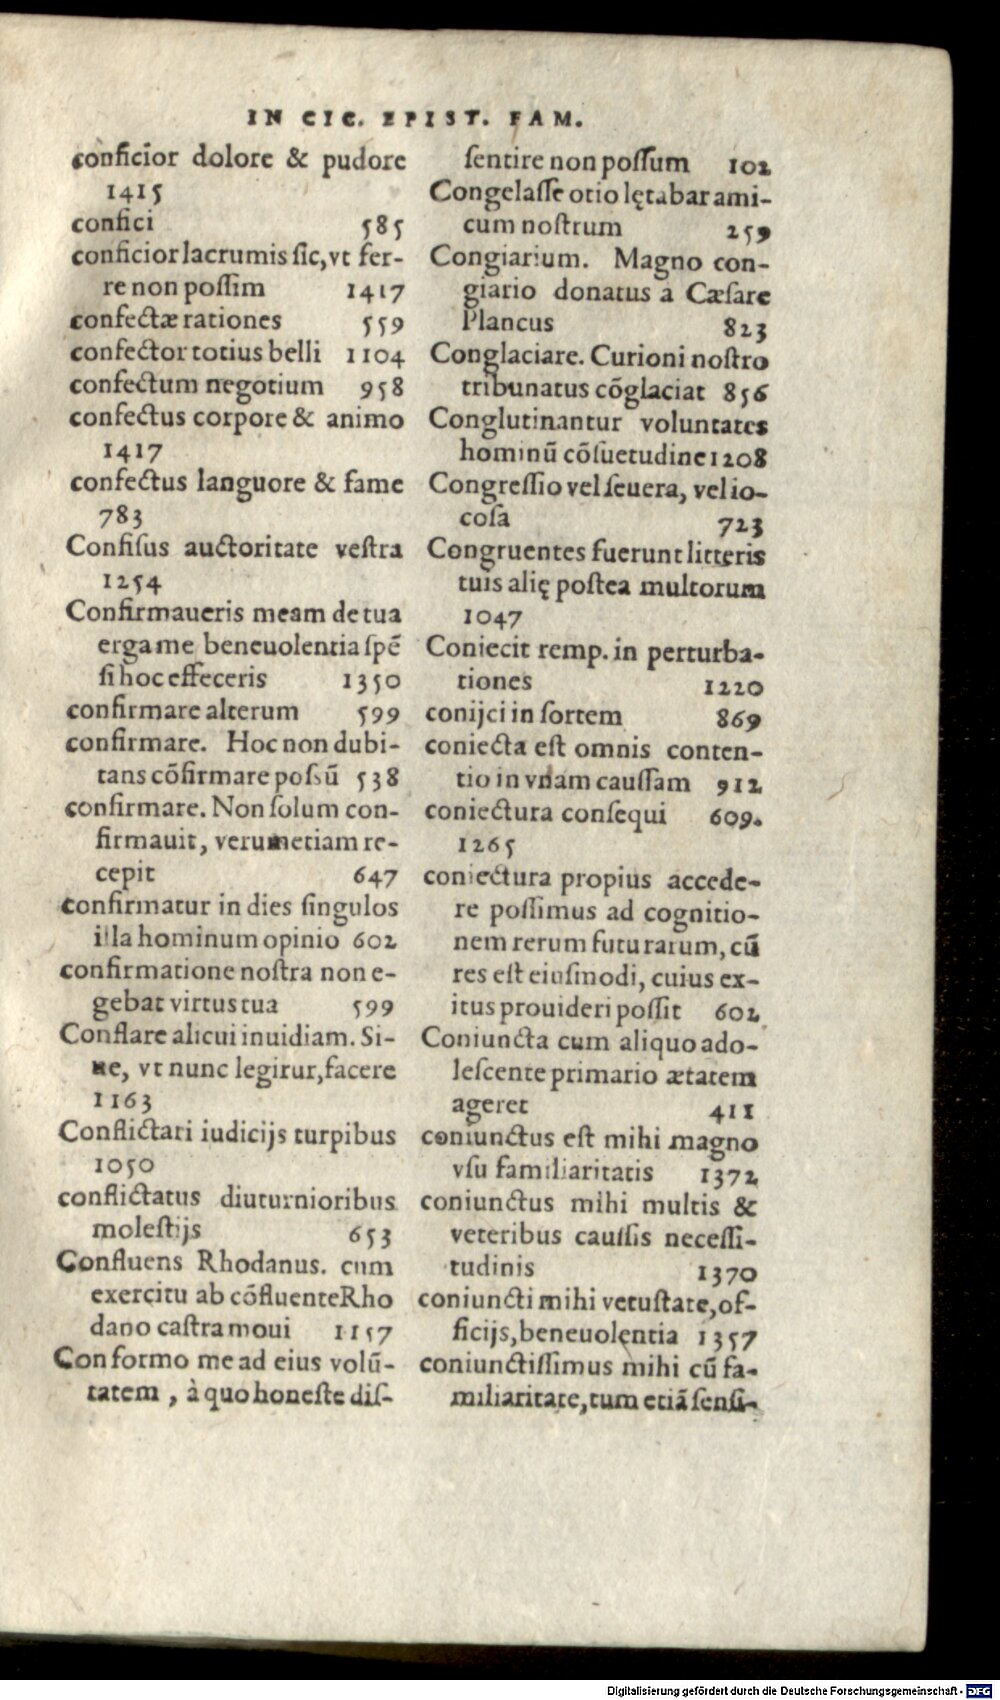 IN CIC. EPIST. FAM.
conficior dolore & pudore
1415
confici 585
conficior lacrumis sic, vt fer-
re non possim 1417
confectæ rationes 559
confector totius belli 1104
confectum negotium 958
confectus corpore & animo
1417
confectus languore & fame
783
Confisus auctoritate vestra
1254
Confirmaueris meam de tua
erga me beneuolentia spē
si hoc effeceris 1350
confirmare alterum 599
confirmare. Hoc non dubi-
tans cōfirmare possū 538
confirmare. Non solum con-
firmauit, verumetiam re-
cepit 647
confirmatur in dies singulos
illa hominum opinio 602
confirmatione nostra non e-
gebat virtus tua 599
Conflare alicui inuidiam. Si-
ne, vt nunc legitur, facere
1163
Conflictari iudicijs turpibus
1050
conflictatus diuturnioribus
molestijs 653
Confluens Rhodanus. cum
exercitu ab cōfluente Rho
dano castra moui 1157
Conformo me ad eius volū-
tatem, à quo honeste dis-
sentire non possum 102
Congelasse otio lętabar ami-
cum nostrum 259
Congiarium. Magno con-
giario donatus a Cæsare
Plancus 823
Conglaciare. Curioni nostro
tribunatus cōglaciat 856
Conglutinantur voluntates
hominū cōsuetudine 1208
Congressio vel seuera, vel io-
cosa 723
Congruentes fuerunt litteris
tuis alię postea multorum
1047
Coniecit remp. in perturba-
tiones 1220
conijci in sortem 869
coniecta est omnis conten-
tio in vnam caussam 912
coniectura consequi 609.
1265
coniectura propius accede-
re possimus ad cognitio-
nem rerum futurarum, cū
res est eiusmodi, cuius ex-
itus prouideri possit 602
Coniuncta cum aliquo ado-
lescente primario ætatem
ageret 411
coniunctus est mihi magno
vsu familiaritatis 1372
coniunctus mihi multis &
veteribus caussis necessi-
tudinis 1370
coniuncti mihi vetustate, of-
ficijs, beneuolentia 1357
coniunctissimus mihi cū fa-
miliaritate, tum etiā sensi-
Digitalisierung gefördert durch die Deutsche Forschungsgemeinschaft - DFG